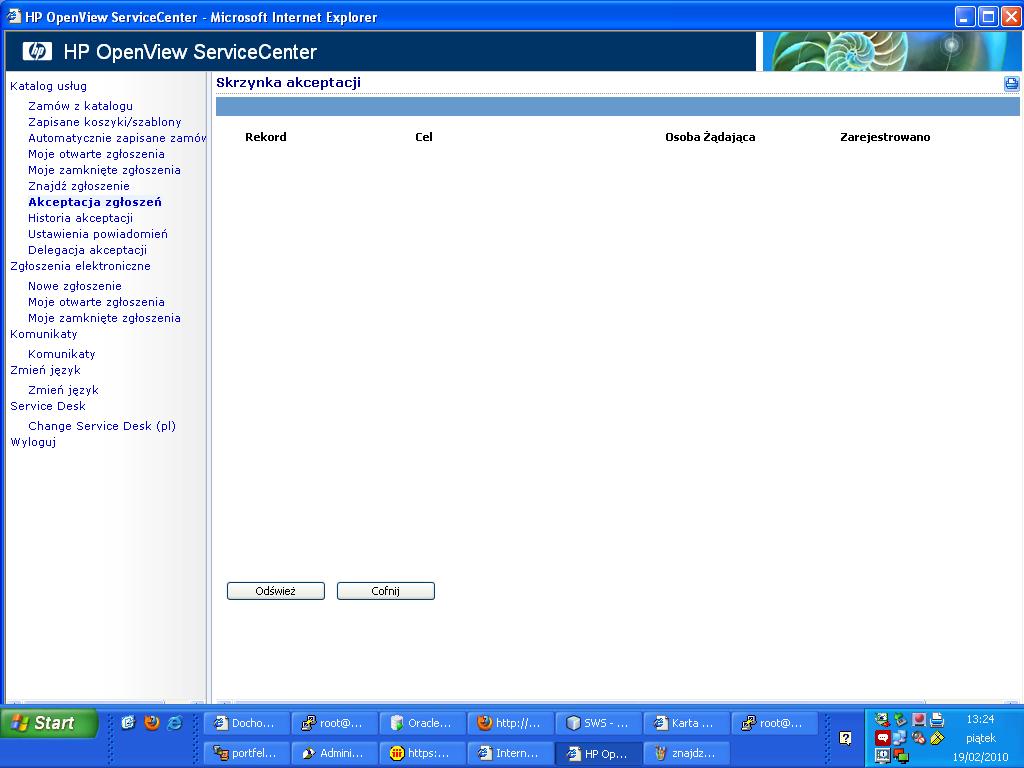 HP OpenView ServiceCenter - Microsoft Internet Explorer
hp HP OpenView ServiceCenter
Katalog usług
Zamów z katalogu
Zapisane koszyki/szablony
Automatycznie zapisane zamów
Moje otwarte zgłoszenia
Moje zamknięte zgłoszenia
Znajdź zgłoszenie
Akceptacja zgłoszeń
Historia akceptacji
Ustawienia powiadomień
Delegacja akceptacji
Zgłoszenia elektroniczne
Nowe zgłoszenie
Moje otwarte zgłoszenia
Moje zamknięte zgłoszenia
Komunikaty
Komunikaty
Zmień język
Zmień język
Service Desk
Change Service Desk (pl)
Wyloguj
Skrzynka akceptacji
Rekord Cel Osoba Żądająca Zarejestrowano
Odśwież Cofnij
Start
Docho... root@... Oracle... http://... SWS - ... Karta ... root@...
portfel... Admini... https:... Intern... HP Op... znajdz...
13:24
piątek
19/02/2010